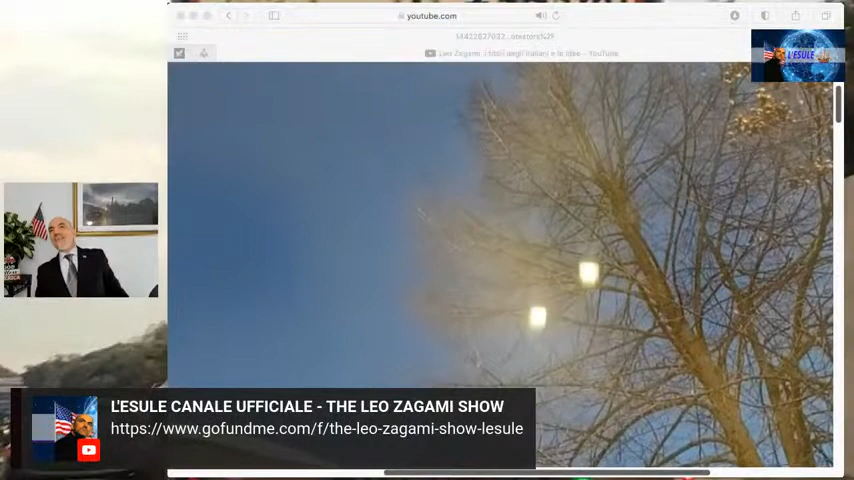 youtube.com
Leo Zagami
YouTube
L'ESULE
L'ESULE CANALE UFFICIALE - THE LEO ZAGAMI SHOW
https://www.gofundme.com/f/the-leo-zagami-show-lesule